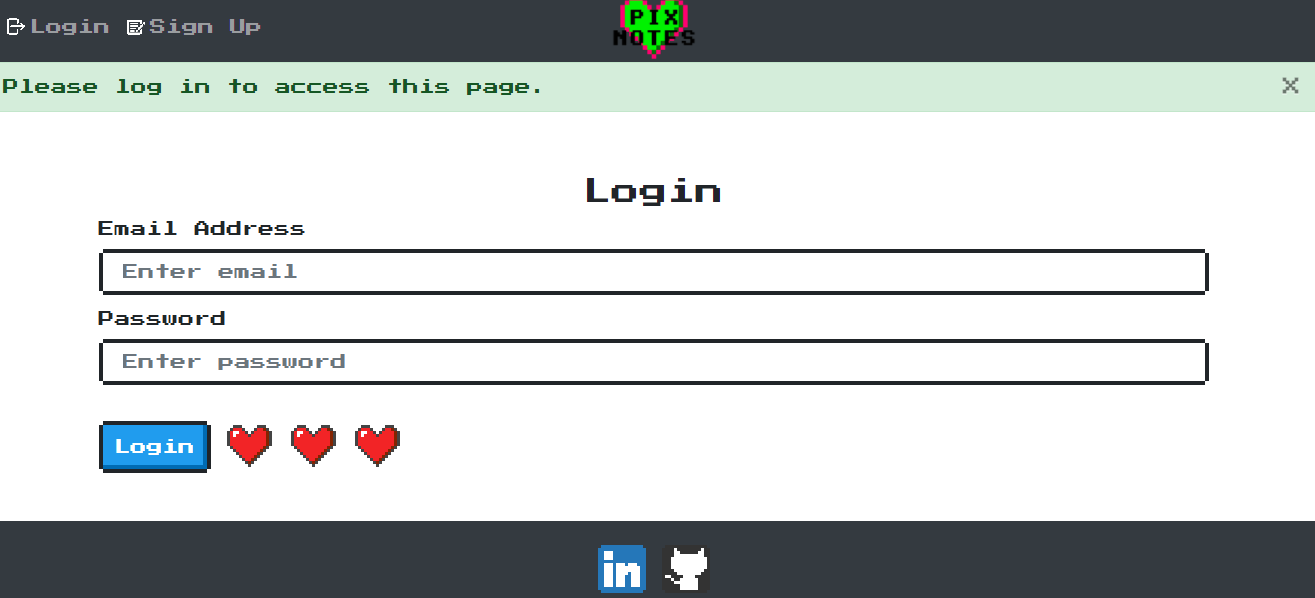 Login Sign Up
PIX
NOTES
Please log in to access this page.
Login
Email Address
Enter email
Password
Enter password
Login
in